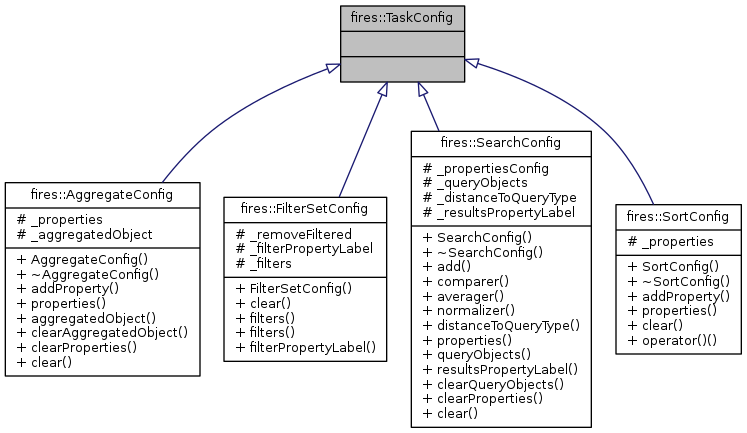 fires::TaskConfig
fires::AggregateConfig
# _properties
# _aggregatedObject
+ AggregateConfig()
+ ~AggregateConfig()
+ addProperty()
+ properties()
+ aggregatedObject()
+ clearAggregatedObject()
+ clearProperties()
+ clear()
fires::FilterSetConfig
# _removeFiltered
# _filterPropertyLabel
# _filters
+ FilterSetConfig()
+ clear()
+ filters()
+ filters()
+ filterPropertyLabel()
fires::SearchConfig
# _propertiesConfig
# _queryObjects
# _distanceToQueryType
# _resultsPropertyLabel
+ SearchConfig()
+ ~SearchConfig()
+ add()
+ comparer()
+ averager()
+ normalizer()
+ distanceToQueryType()
+ properties()
+ queryObjects()
+ resultsPropertyLabel()
+ clearQueryObjects()
+ clearProperties()
+ clear()
fires::SortConfig
# _properties
+ SortConfig()
+ ~SortConfig()
+ addProperty()
+ properties()
+ clear()
+ operator()()